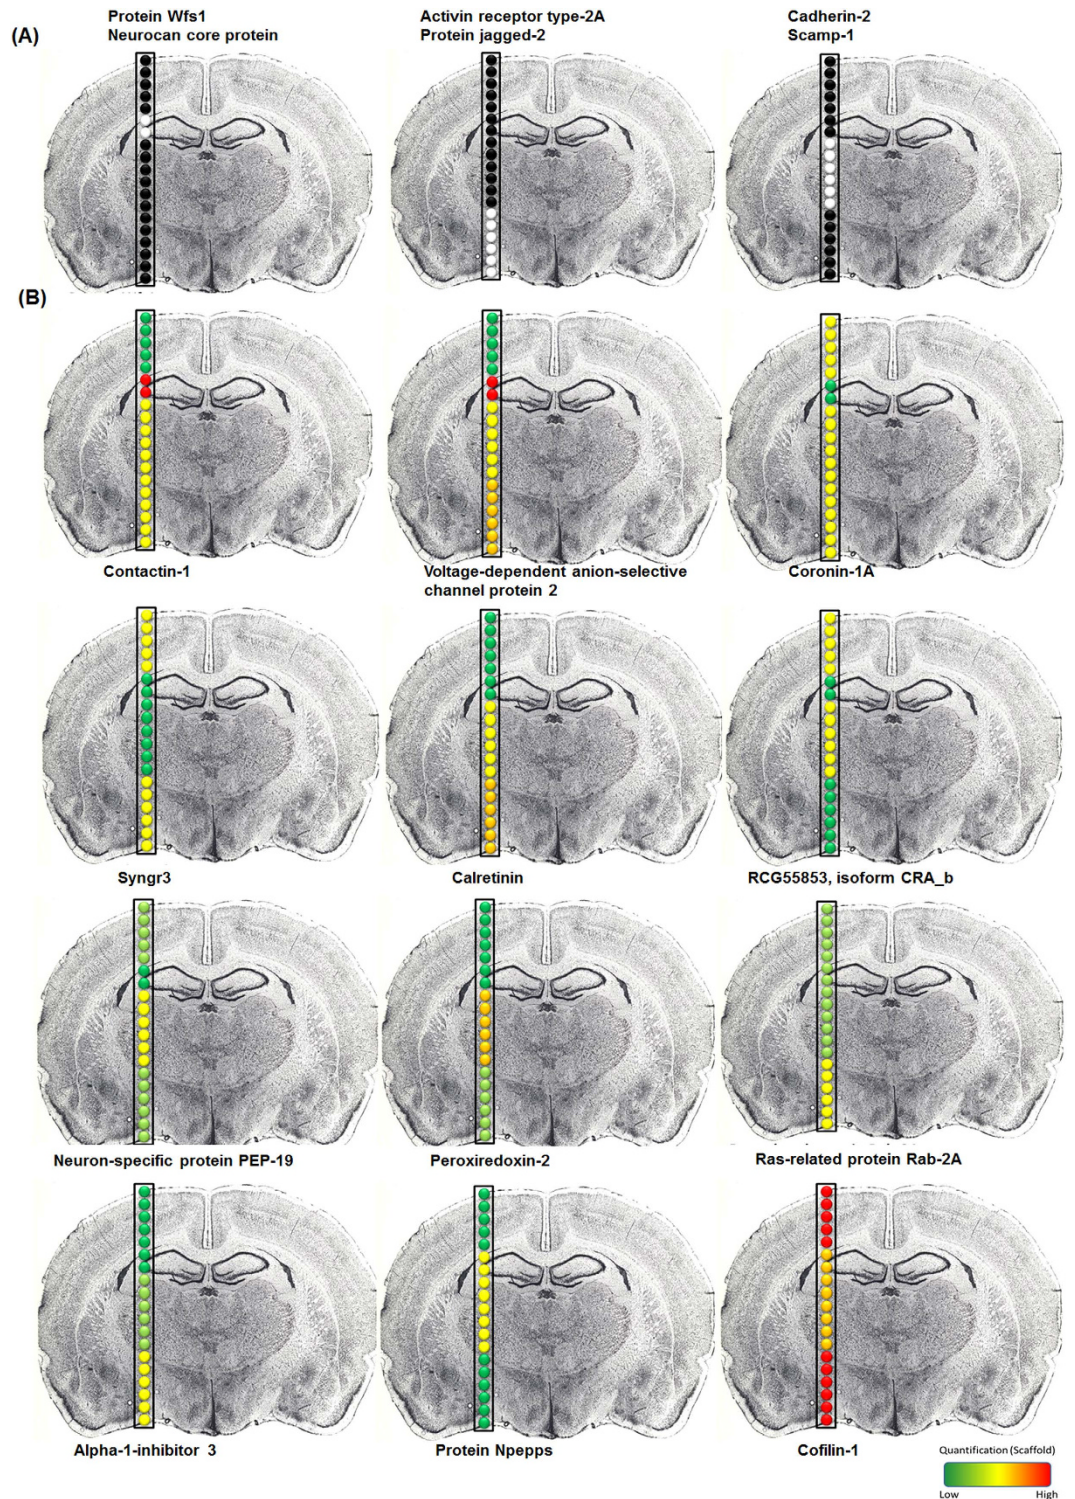 (A)
Protein Wfs1
Neurocan core protein
Activin receptor type-2A
Protein jagged-2
Cadherin-2
Scamp-1
(B)
Contactin-1
Voltage-dependent anion-selective
channel protein 2
Coronin-1A
Syngr3
Calretinin
RCG55853, isoform CRA_b
Neuron-specific protein PEP-19
Peroxiredoxin-2
Ras-related protein Rab-2A
Alpha-1-inhibitor 3
Protein Npepps
Cofilin-1
Quantification (Scaffold)
Low
High